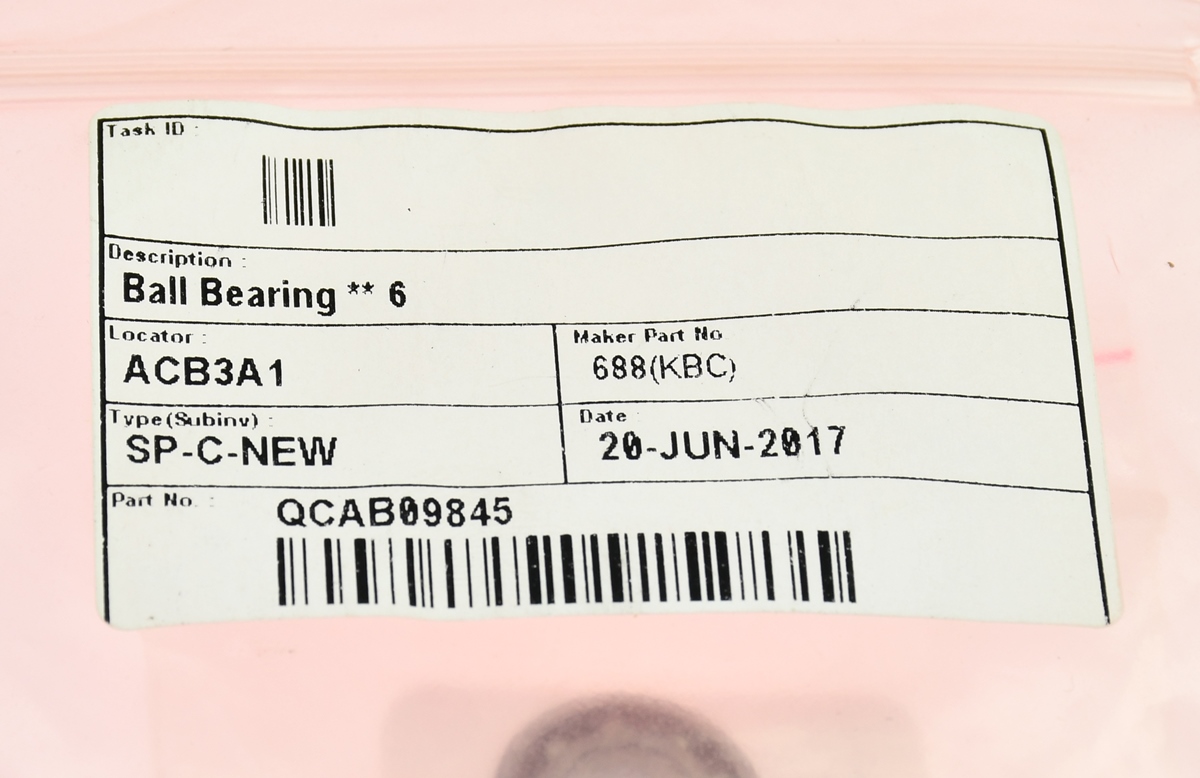 Task ID :
Description :
Ball Bearing ** 6
Locator :
ACB3A1
Maker Part No
688(KBC)
Type(Subinv) :
SP-C-NEW
Date
20-JUN-2017
Part No. :
QCAB09845